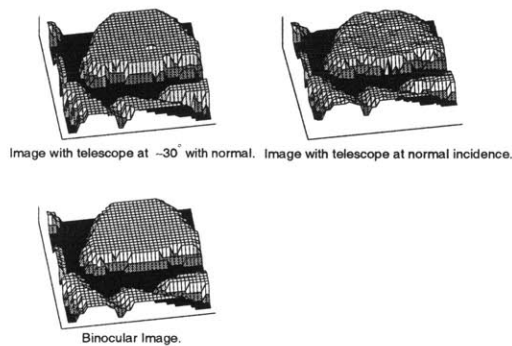 Image with telescope at ~30° with normal.
Image with telescope at normal incidence.
Binocular Image.